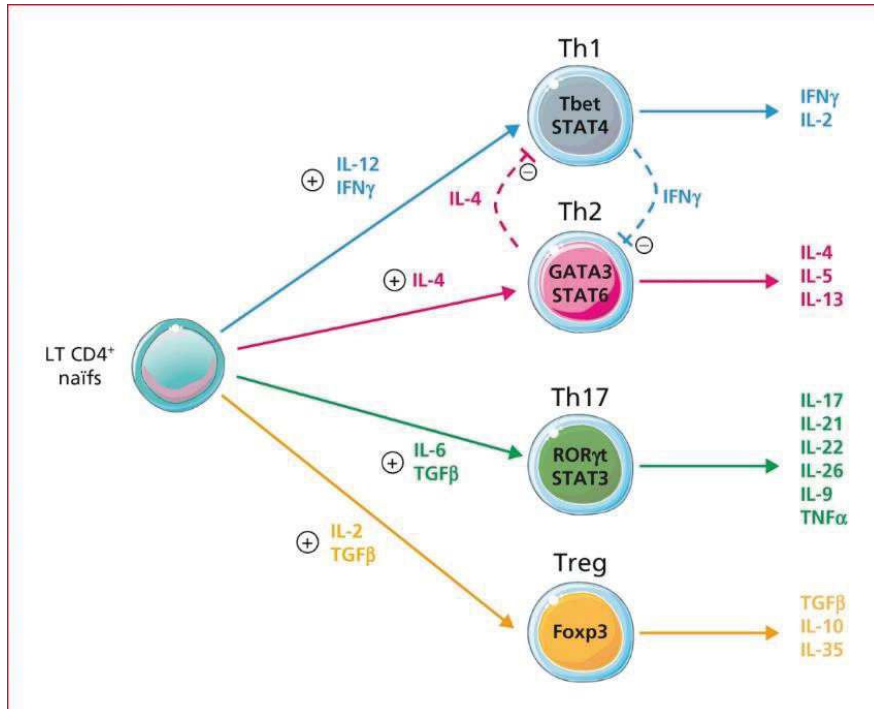 Th1
Tbet
STAT4
IFNγ
IL-2
+
IL-12
IFNγ
−
IL-4
IFNγ
Th2
−
GATA3
STAT6
IL-4
IL-5
IL-13
+ IL-4
LT CD4+
naïfs
Th17
RORγt
STAT3
IL-17
IL-21
IL-22
IL-26
IL-9
TNFα
+
IL-6
TGFβ
+
IL-2
TGFβ
Treg
Foxp3
TGFβ
IL-10
IL-35